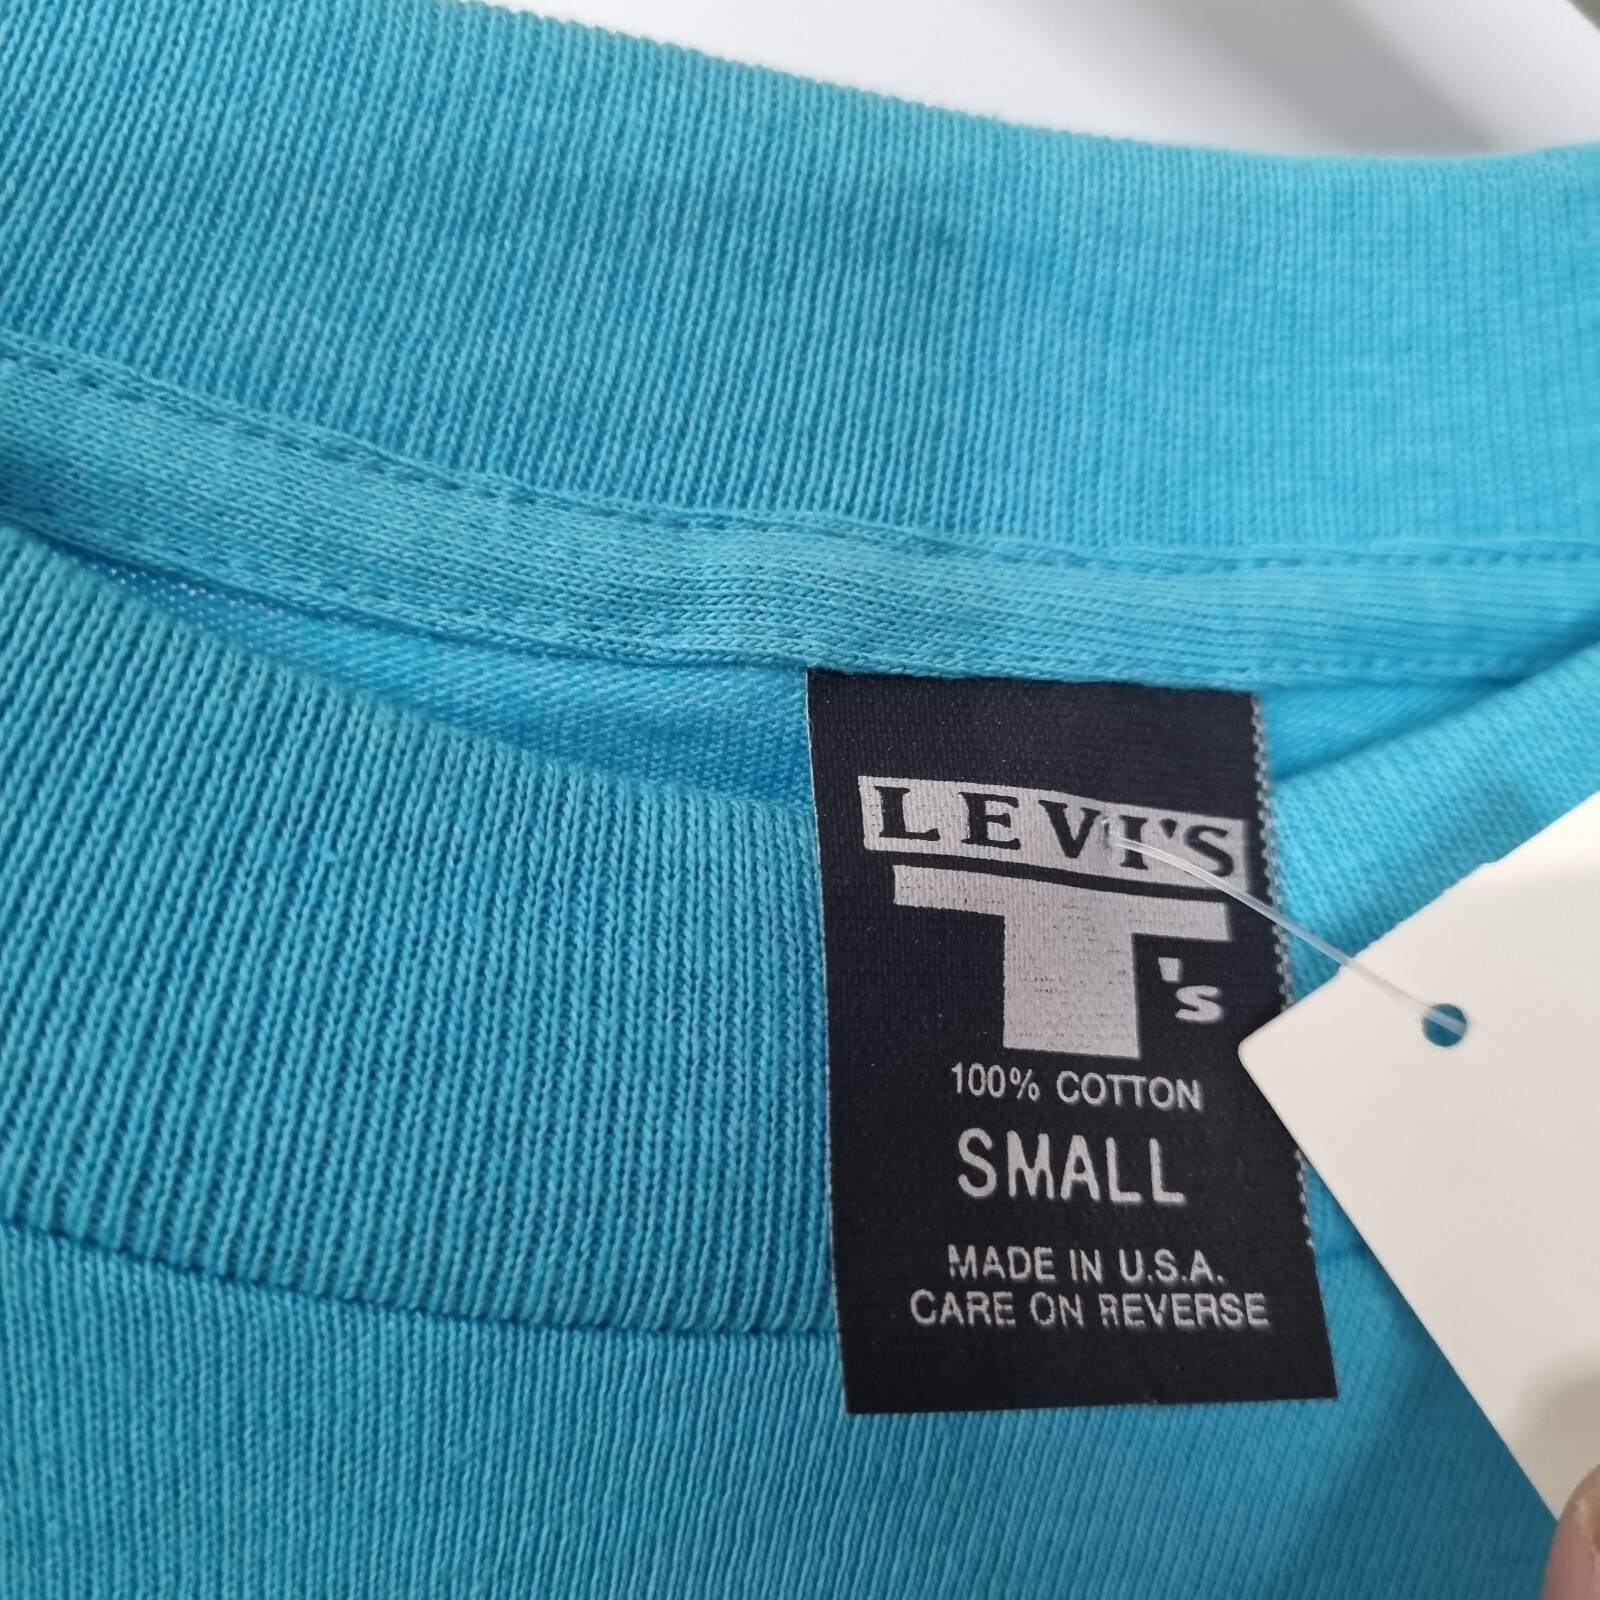 LEVI'S
T's
100% COTTON
SMALL
MADE IN U.S.A.
CARE ON REVERSE